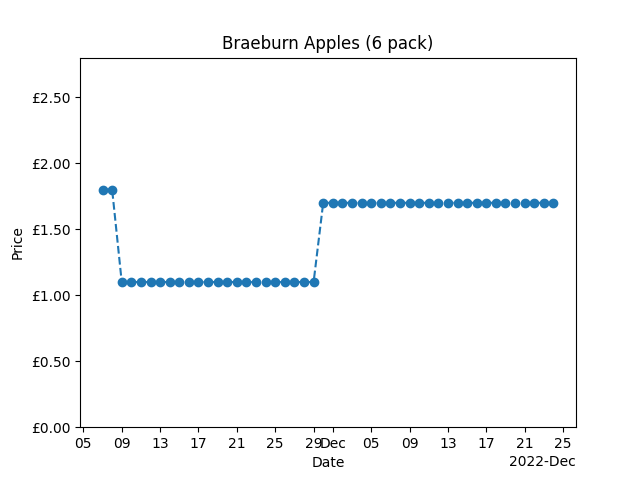 Braeburn Apples (6 pack)
£2.50
£2.00
£1.50
£1.00
£0.50
£0.00
Price
05 09 13 17 21 25 29 Dec 05 09 13 17 21 25
Date
2022-Dec